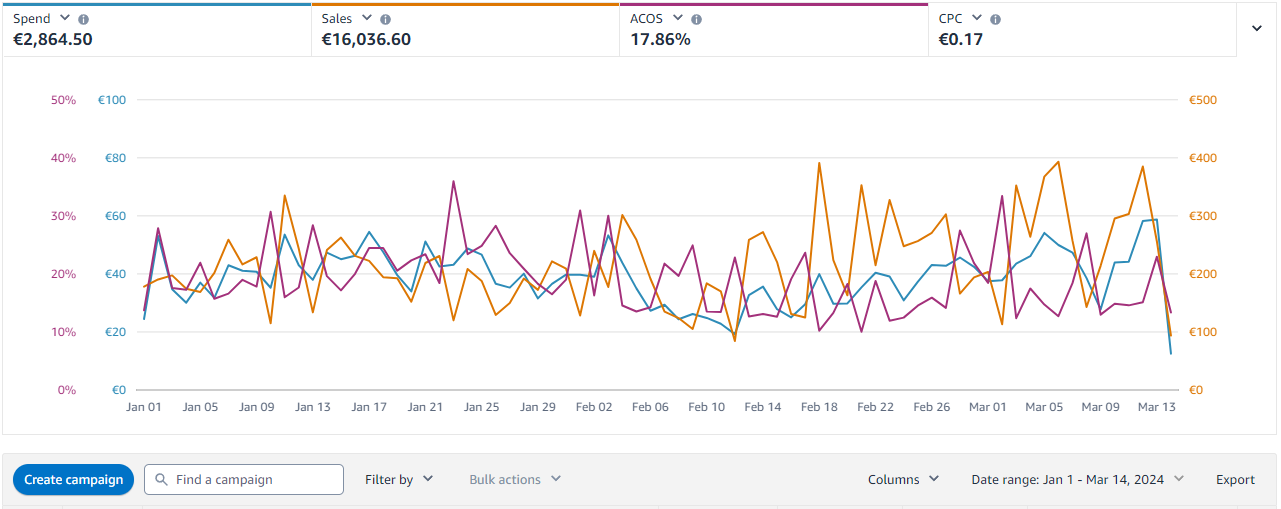 Spend Sales ACOS CPC
€2,864.50 €16,036.60 17.86% €0.17
50% €100 €500
40% €80 €400
30% €60 €300
20% €40 €200
10% €20 €100
0% €0 €0
Jan 01 Jan 05 Jan 09 Jan 13 Jan 17 Jan 21 Jan 25 Jan 29 Feb 02 Feb 06 Feb 10 Feb 14 Feb 18 Feb 22 Feb 26 Mar 01 Mar 05 Mar 09 Mar 13
Create campaign Find a campaign Filter by Bulk actions Columns Date range: Jan 1 - Mar 14, 2024 Export